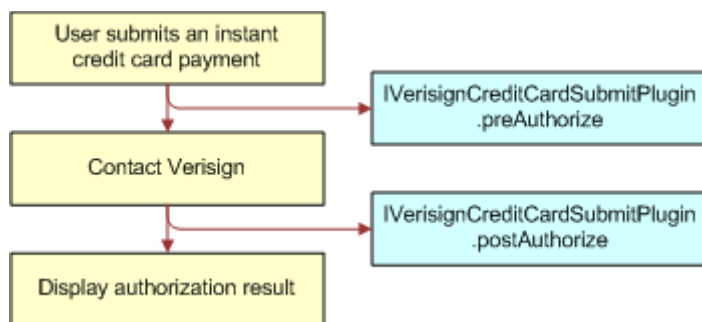 User submits an instant
credit card payment
IVerisignCreditCardSubmitPlugin
.preAuthorize
Contact Verisign
IVerisignCreditCardSubmitPlugin
.postAuthorize
Display authorization result